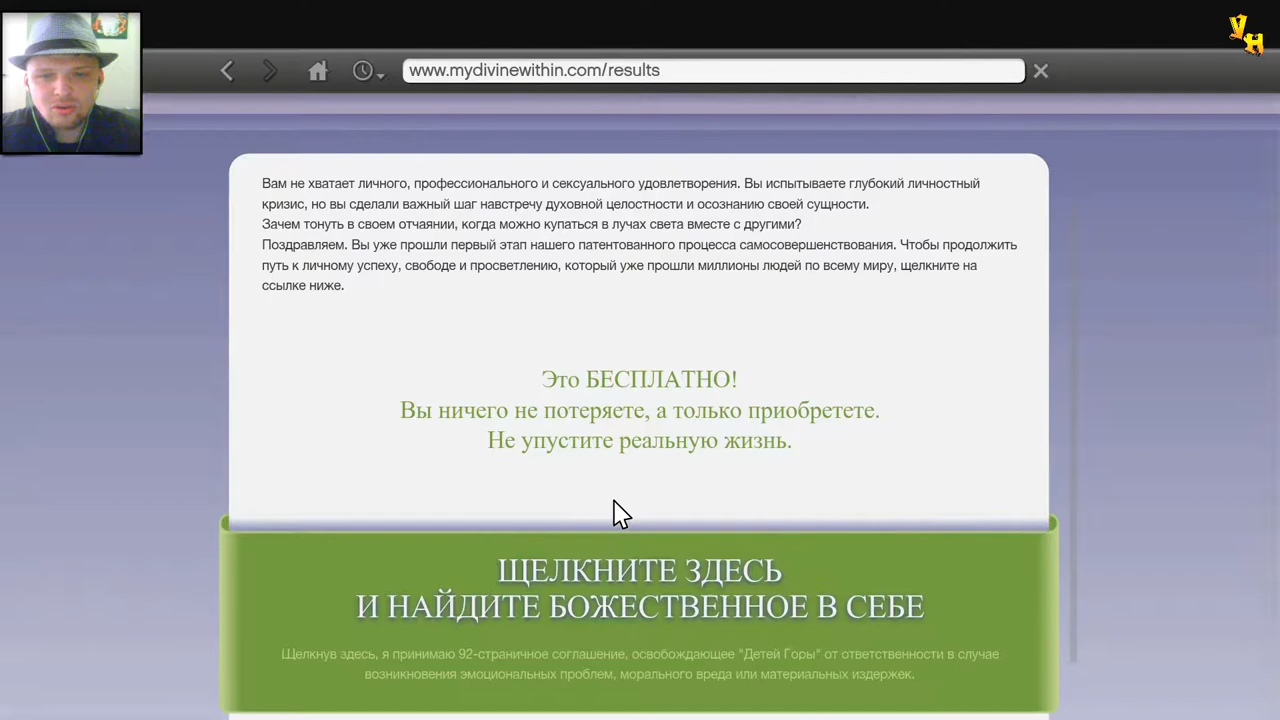 VH
www.mydivinewithin.com/results
Вам не хватает личного, профессионального и сексуального удовлетворения. Вы испытываете глубокий личностный
кризис, но вы сделали важный шаг навстречу духовной целостности и осознанию своей сущности.
Зачем тонуть в своем отчаянии, когда можно купаться в лучах света вместе с другими?
Поздравляем. Вы уже прошли первый этап нашего патентованного процесса самосовершенствования. Чтобы продолжить
путь к личному успеху, свободе и просветлению, который уже прошли миллионы людей по всему миру, щелкните на
ссылке ниже.
Это БЕСПЛАТНО!
Вы ничего не потеряете, а только приобретете.
Не упустите реальную жизнь.
ЩЕЛКНИТЕ ЗДЕСЬ
И НАЙДИТЕ БОЖЕСТВЕННОЕ В СЕБЕ
Щелкнув здесь, я принимаю 92-страничное соглашение, освобождающее "Детей Горы" от ответственности в случае
возникновения эмоциональных проблем, морального вреда или материальных издержек.